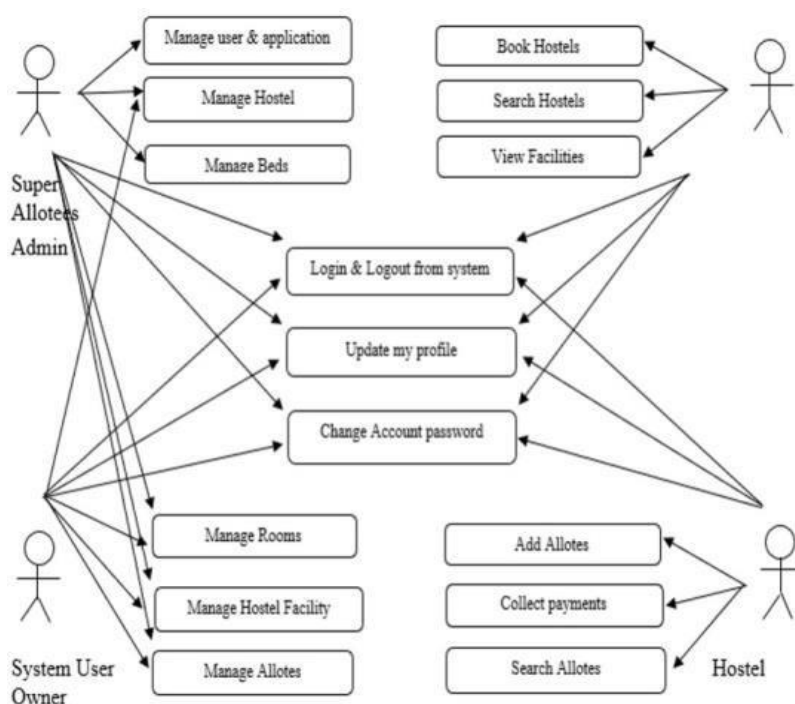 Manage user & application
Book Hostels
Manage Hostel
Search Hostels
Manage Beds
View Facilities
Super
Allotees
Admin
Login & Logout from system
Update my profile
Change Account password
Manage Rooms
Add Allotes
Manage Hostel Facility
Collect payments
Manage Allotes
Search Allotes
System User
Hostel
Owner